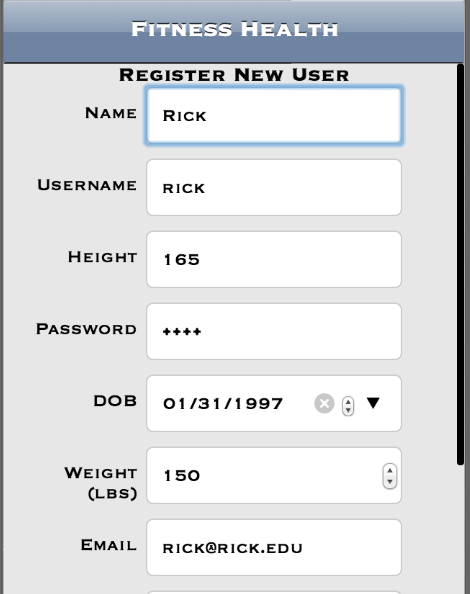 Fitness Health
Register New User
Name Rick
Username rick
Height 165
Password ++++
DOB 01/31/1997
Weight (lbs) 150
Email rick@rick.edu